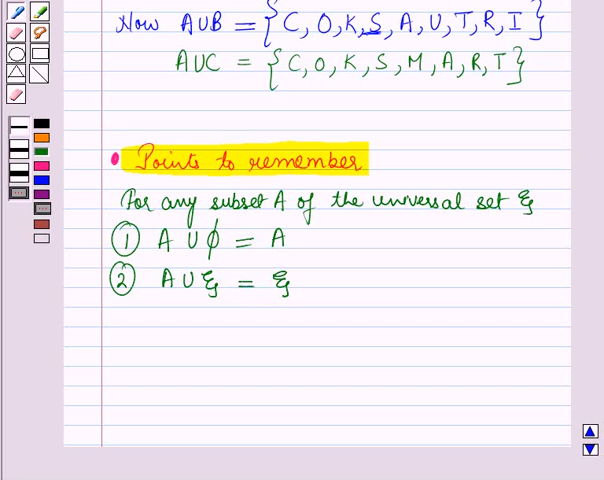 Now A∪B = {C, O, K, S, A, U, T, R, I}
A∪C = {C, O, K, S, M, A, R, T}
• Points to remember
For any subset A of the universal set ξ
① A ∪ ϕ = A
② A ∪ ξ = ξ